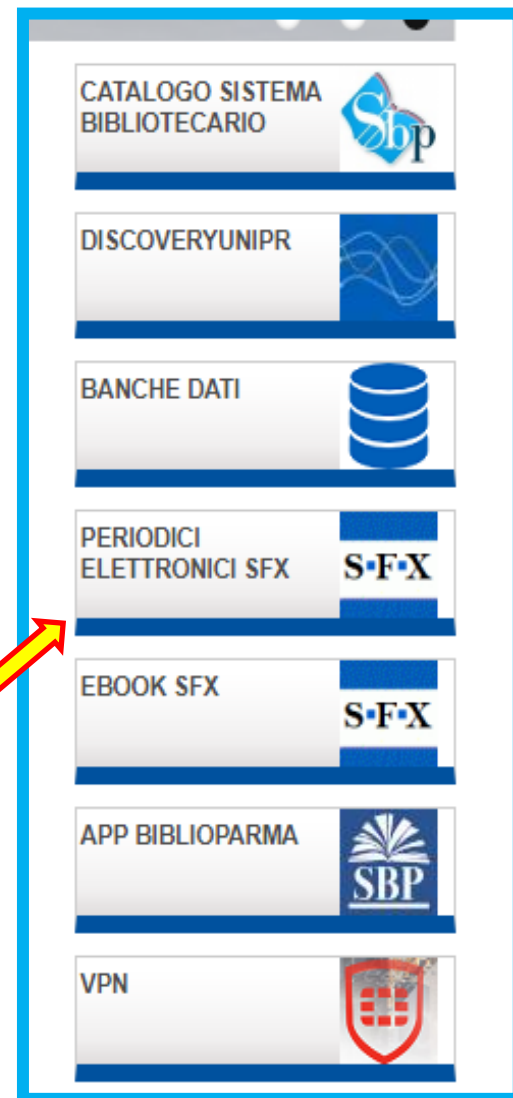 CATALOGO SISTEMA
BIBLIOTECARIO
Sbp
DISCOVERYUNIPR
BANCHE DATI
PERIODICI
ELETTRONICI SFX
S•F•X
EBOOK SFX
S•F•X
APP BIBLIOPARMA
SBP
VPN